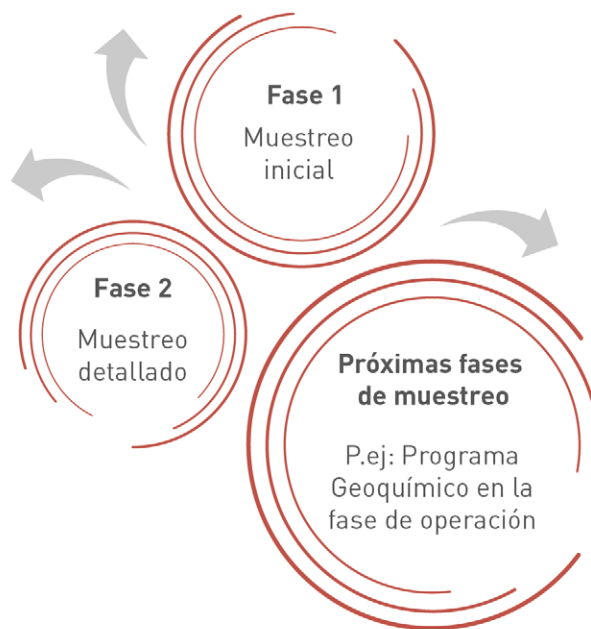 Fase 1
Muestreo
inicial
Fase 2
Muestreo
detallado
Próximas fases
de muestreo
P.ej: Programa
Geoquímico en la
fase de operación